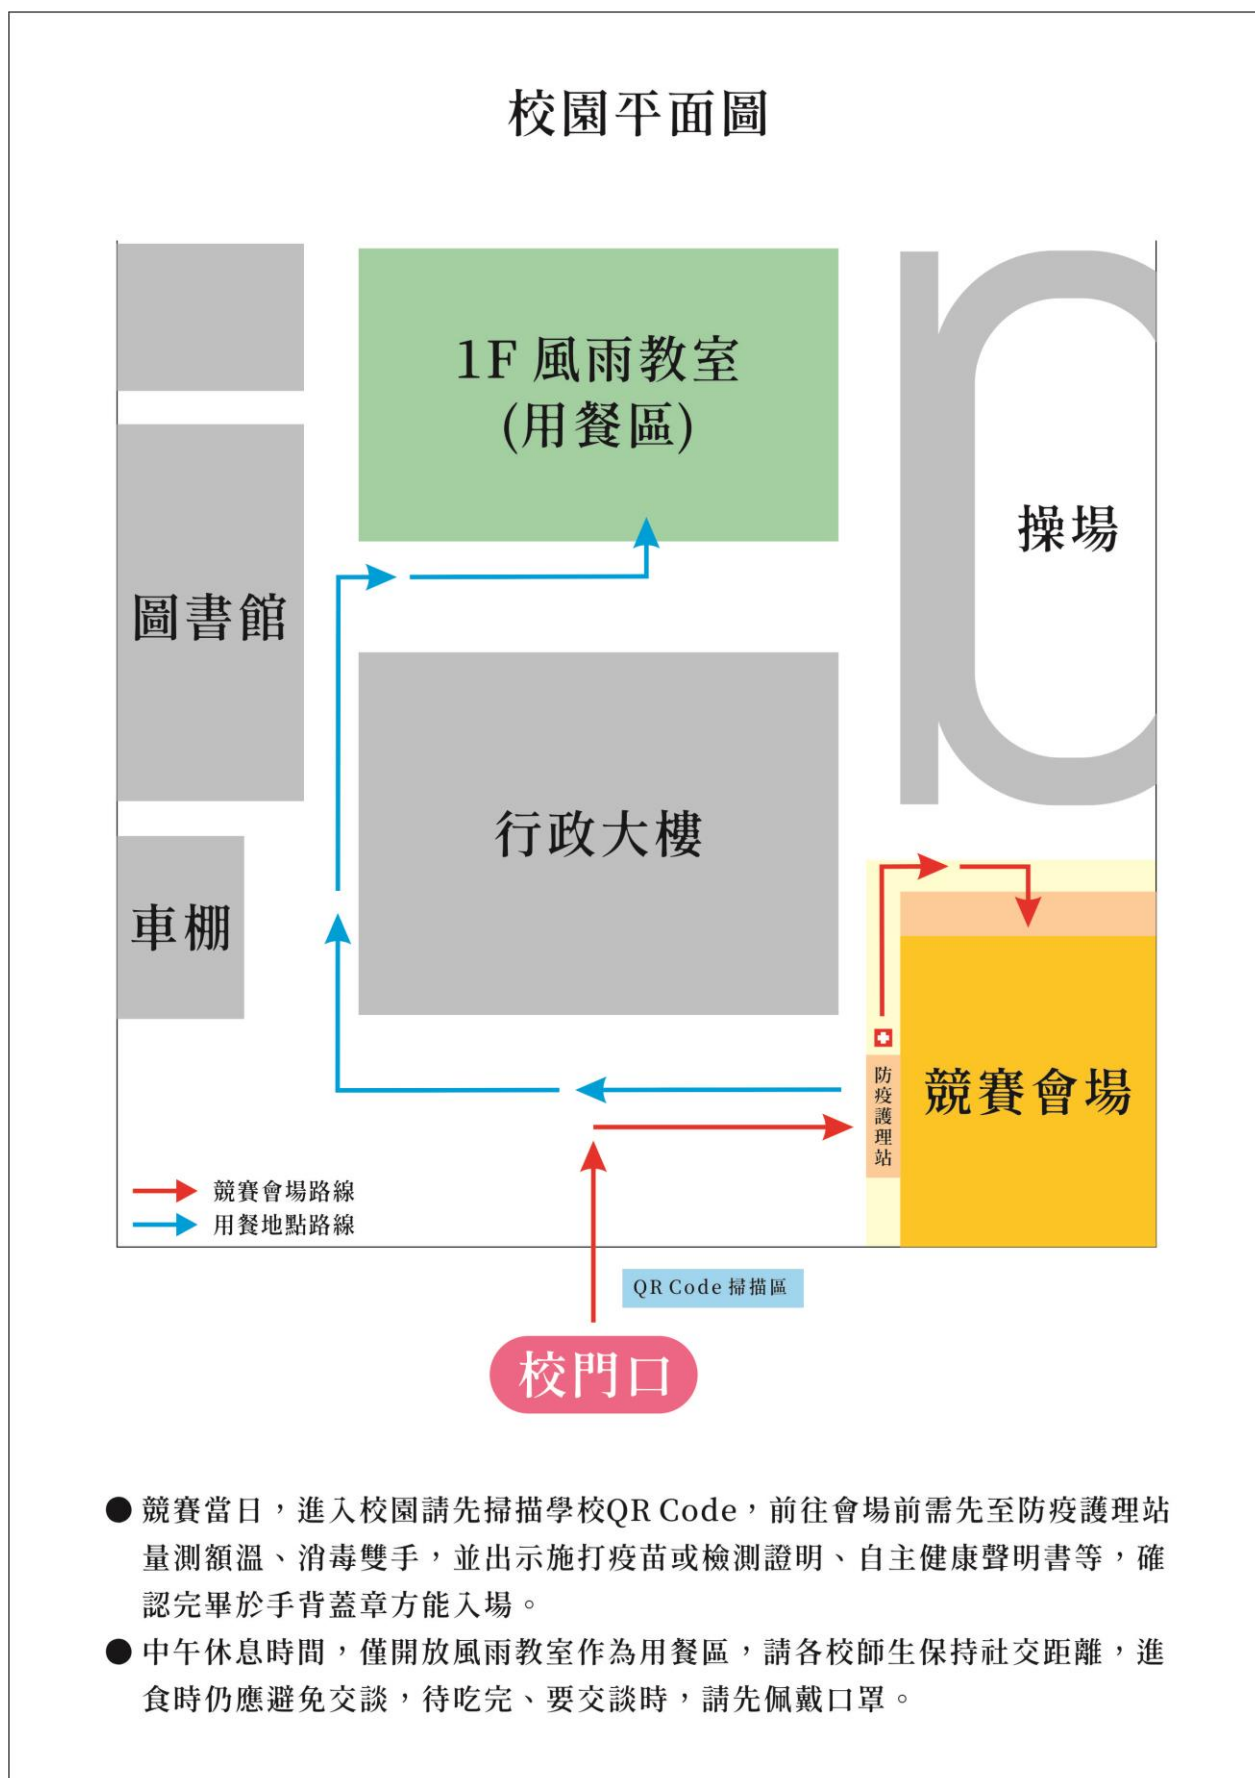 校園平面圖
1F 風雨教室
(用餐區)
操場
圖書館
行政大樓
車棚
防疫護理站
競賽會場
競賽會場路線
用餐地點路線
QR Code 掃描區
校門口
● 競賽當日，進入校園請先掃描學校QR Code，前往會場前需先至防疫護理站
量測額溫、消毒雙手，並出示施打疫苗或檢測證明、自主健康聲明書等，確
認完畢於手背蓋章方能入場。
● 中午休息時間，僅開放風雨教室作為用餐區，請各校師生保持社交距離，進
食時仍應避免交談，待吃完、要交談時，請先佩戴口罩。